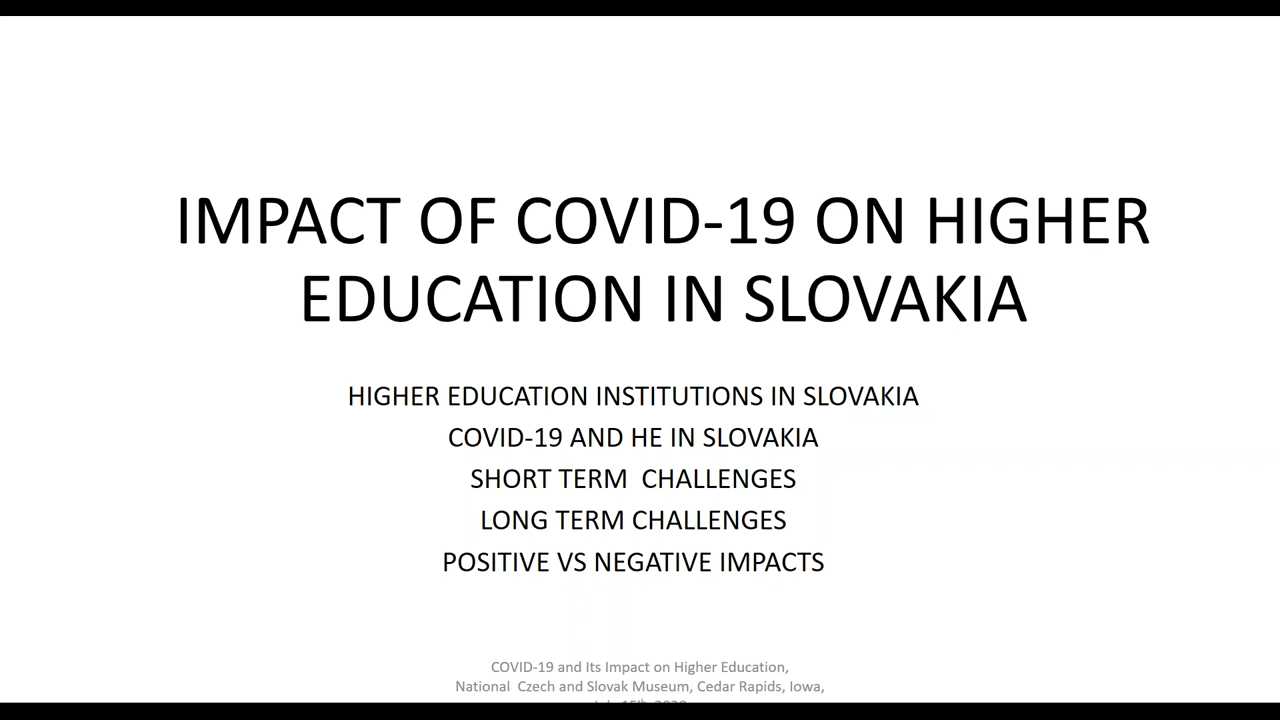 IMPACT OF COVID-19 ON HIGHER
EDUCATION IN SLOVAKIA
HIGHER EDUCATION INSTITUTIONS IN SLOVAKIA
COVID-19 AND HE IN SLOVAKIA
SHORT TERM  CHALLENGES
LONG TERM CHALLENGES
POSITIVE VS NEGATIVE IMPACTS
COVID-19 and Its Impact on Higher Education,
National  Czech and Slovak Museum, Cedar Rapids, Iowa,